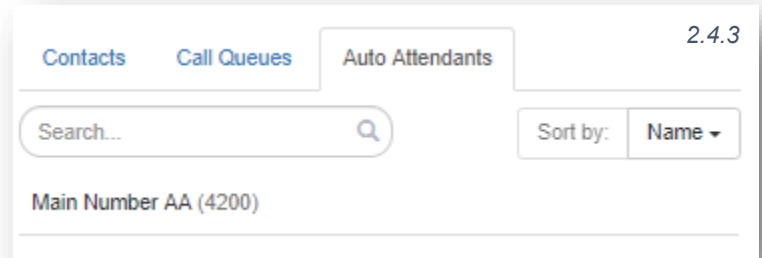 2.4.3
Contacts Call Queues Auto Attendants
Search... Sort by: Name
Main Number AA (4200)